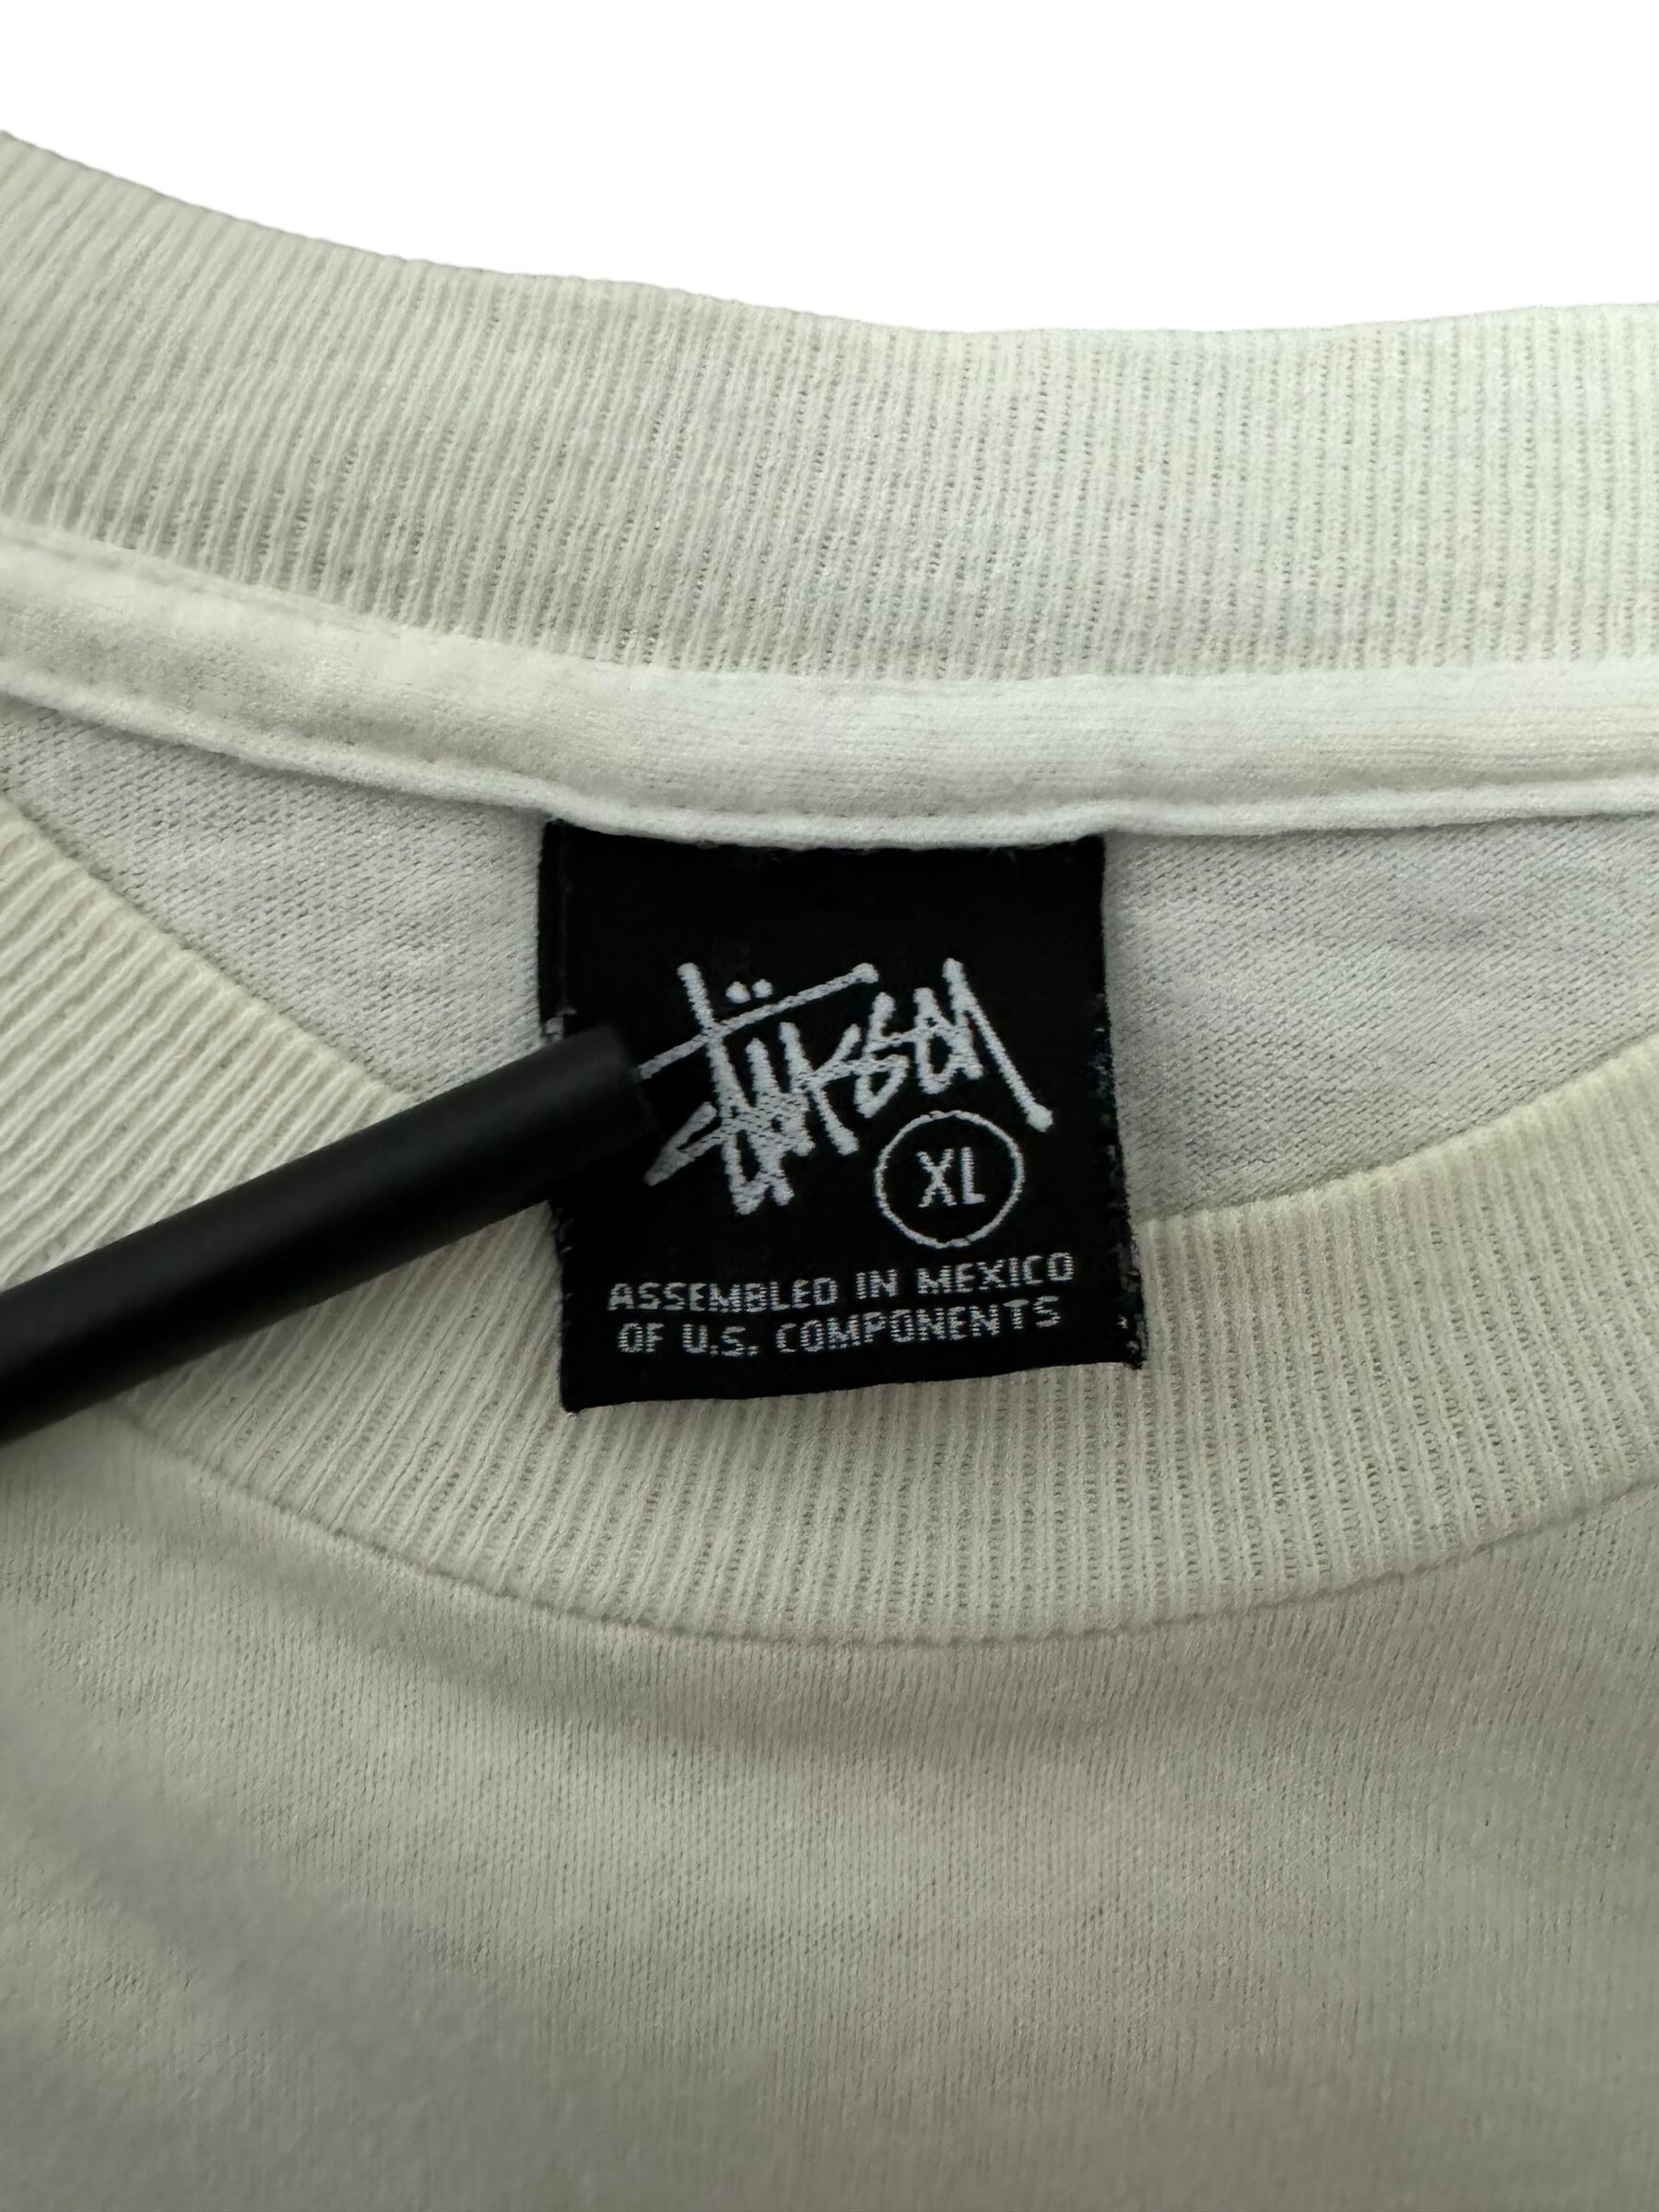 Stüssy
XL
ASSEMBLED IN MEXICO
OF U.S. COMPONENTS